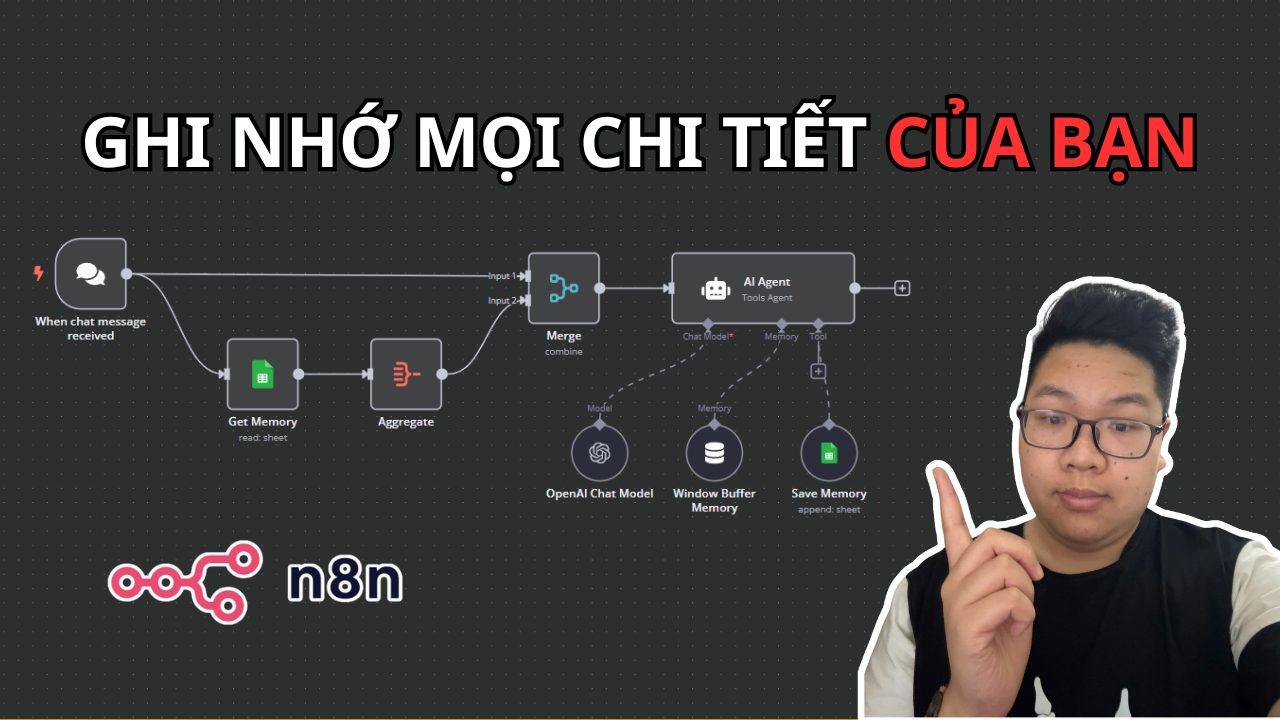 GHI NHỚ MỌI CHI TIẾT CỦA BẠN
When chat message
received
Get Memory
read: sheet
Aggregate
Input 1
Input 2
Merge
combine
AI Agent
Tools Agent
Chat Model*
Memory
Tool
Model
Memory
OpenAI Chat Model
Window Buffer
Memory
Save Memory
append: sheet
n8n